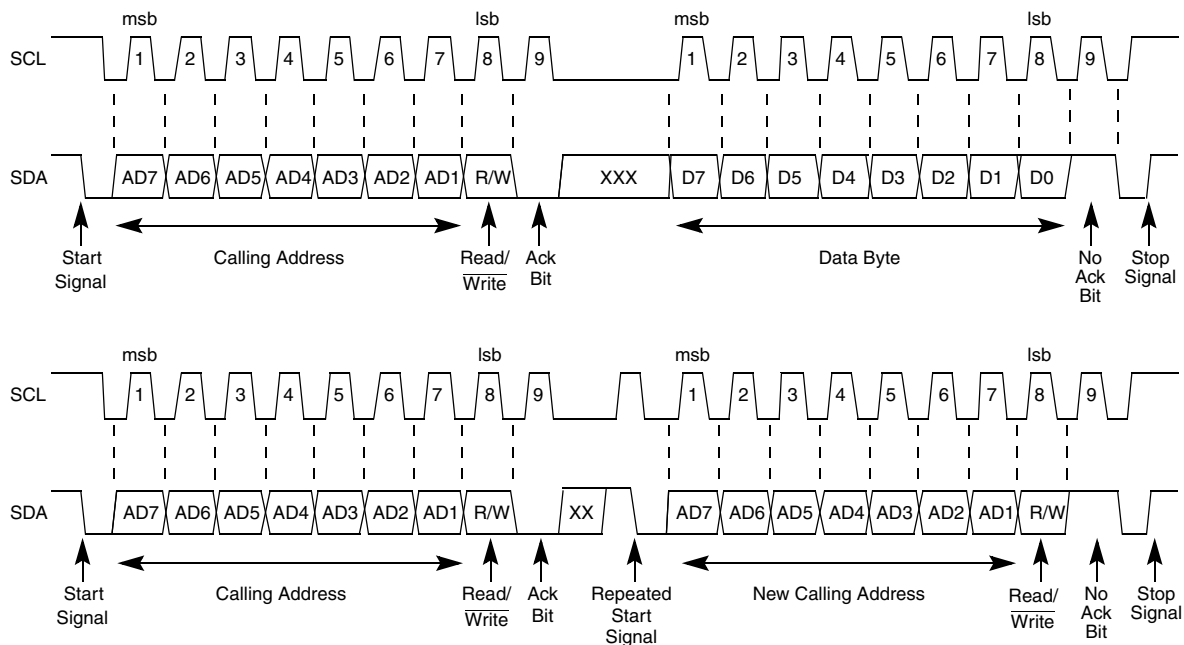 msb lsb msb lsb
SCL 1 2 3 4 5 6 7 8 9 1 2 3 4 5 6 7 8 9
SDA AD7 AD6 AD5 AD4 AD3 AD2 AD1 R/W XXX D7 D6 D5 D4 D3 D2 D1 D0
Start Signal
Calling Address
Read/ Write
Ack Bit
Data Byte
No Ack Bit
Stop Signal
msb lsb msb lsb
SCL 1 2 3 4 5 6 7 8 9 1 2 3 4 5 6 7 8 9
SDA AD7 AD6 AD5 AD4 AD3 AD2 AD1 R/W XX AD7 AD6 AD5 AD4 AD3 AD2 AD1 R/W
Start Signal
Calling Address
Read/ Write
Ack Bit
Repeated Start Signal
New Calling Address
Read/ Write
No Ack Bit
Stop Signal